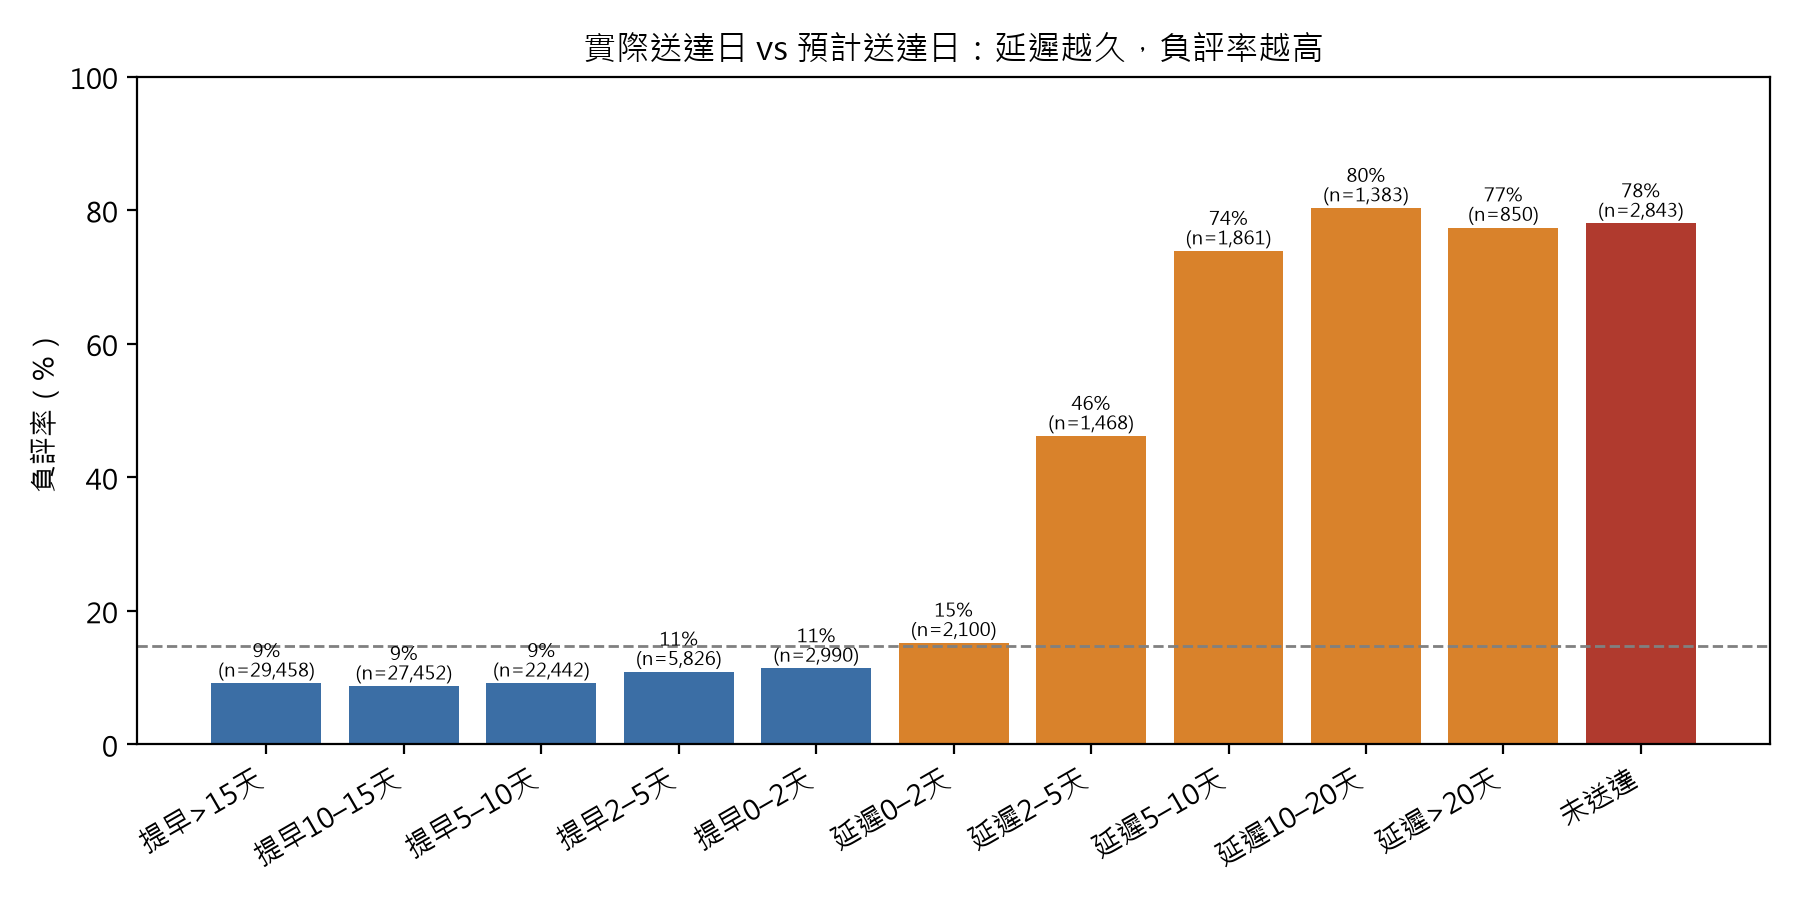 實際送達日 vs 預計送達日：延遲越久，負評率越高
負評率（%）
100
80
60
40
20
0
9%
(n=29,458)
9%
(n=27,452)
9%
(n=22,442)
11%
(n=5,826)
11%
(n=2,990)
15%
(n=2,100)
46%
(n=1,468)
74%
(n=1,861)
80%
(n=1,383)
77%
(n=850)
78%
(n=2,843)
提早>15天
提早10–15天
提早5–10天
提早2–5天
提早0–2天
延遲0–2天
延遲2–5天
延遲5–10天
延遲10–20天
延遲>20天
未送達